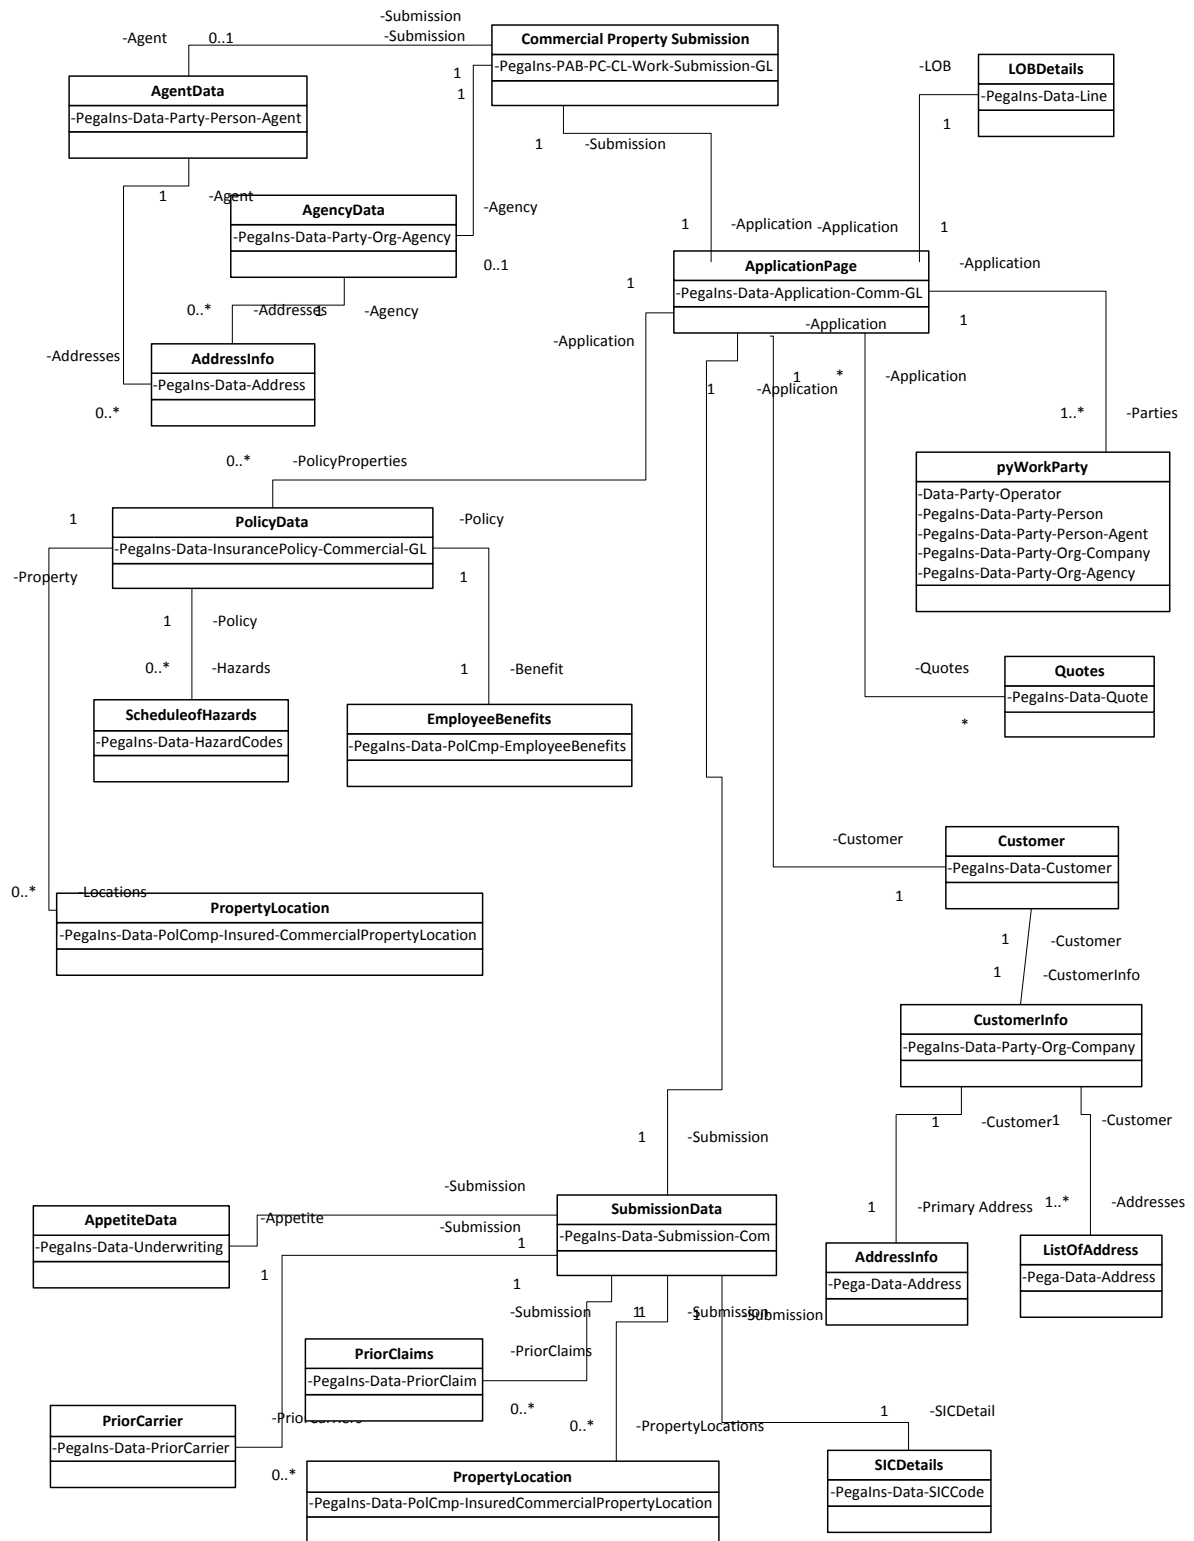 -Submission
-Agent
0..1
-Submission
Commercial Property Submission
-PegaIns-PAB-PC-CL-Work-Submission-GL
1
1
-LOB
LOBDetails
-PegaIns-Data-Line
1
AgentData
-PegaIns-Data-Party-Person-Agent
1
-Submission
1
-Agent
AgencyData
-PegaIns-Data-Party-Org-Agency
-Agency
0..1
1
-Application
-Application
1
ApplicationPage
-PegaIns-Data-Application-Comm-GL
-Application
1
1
0..*
-Addresses
1
-Agency
-Application
-Application
-Addresses
AddressInfo
-PegaIns-Data-Address
0..*
1
-Application
1
*
-Application
1..*
-Parties
0..*
-PolicyProperties
pyWorkParty
-Data-Party-Operator
-PegaIns-Data-Party-Person
-PegaIns-Data-Party-Person-Agent
-PegaIns-Data-Party-Org-Company
-PegaIns-Data-Party-Org-Agency
1
PolicyData
-PegaIns-Data-InsurancePolicy-Commercial-GL
-Policy
1
-Property
1
-Policy
0..*
-Hazards
1
-Benefit
-Quotes
Quotes
-PegaIns-Data-Quote
*
ScheduleofHazards
-PegaIns-Data-HazardCodes
EmployeeBenefits
-PegaIns-Data-PolCmp-EmployeeBenefits
-Customer
Customer
-PegaIns-Data-Customer
1
0..*
-Locations
PropertyLocation
-PegaIns-Data-PolComp-Insured-CommercialPropertyLocation
1
-Customer
1
-CustomerInfo
CustomerInfo
-PegaIns-Data-Party-Org-Company
1
-Customer
1
-Customer
1
-Submission
-Submission
1
-Primary Address
1..*
-Addresses
AppetiteData
-PegaIns-Data-Underwriting
-Appetite
1
-Submission
1
SubmissionData
-PegaIns-Data-Submission-Com
AddressInfo
-Pega-Data-Address
ListOfAddress
-Pega-Data-Address
1
-Submission
1
1
-Submission
1
-Submission
PriorClaims
-PegaIns-Data-PriorClaim
-PriorClaims
0..*
PriorCarrier
-PegaIns-Data-PriorCarrier
-PriorCarriers
0..*
0..*
-PropertyLocations
1
-SICDetail
PropertyLocation
-PegaIns-Data-PolCmp-InsuredCommercialPropertyLocation
SICDetails
-PegaIns-Data-SICCode